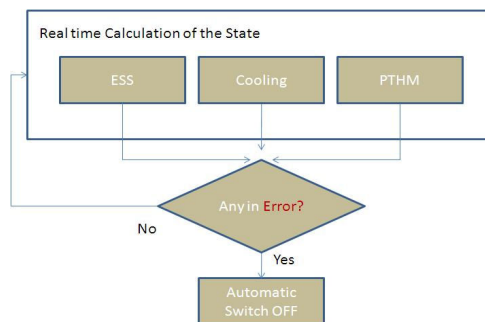 Real time Calculation of the State
ESS
Cooling
PTHM
Any in Error?
No
Yes
Automatic
Switch OFF